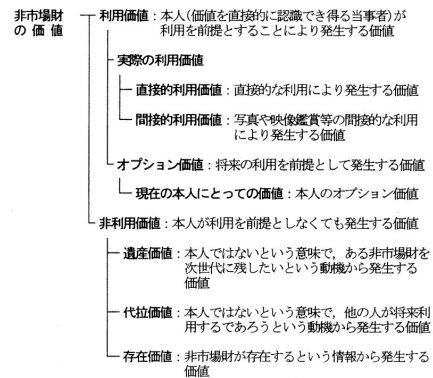 非市場財の価値
利用価値：本人(価値を直接的に認識でき得る当事者)が
利用を前提とすることにより発生する価値
実際の利用価値
直接的利用価値：直接的な利用により発生する価値
間接的利用価値：写真や映像鑑賞等の間接的な利用
により発生する価値
オプション価値：将来の利用を前提として発生する価値
現在の本人にとっての価値：本人のオプション価値
非利用価値：本人が利用を前提としなくても発生する価値
遺産価値：本人ではないという意味で，ある非市場財を
次世代に残したいという動機から発生する
価値
代拉価値：本人ではないという意味で，他の人が将来利
用するであろうという動機から発生する価値
存在価値：非市場財が存在するという情報から発生する
価値